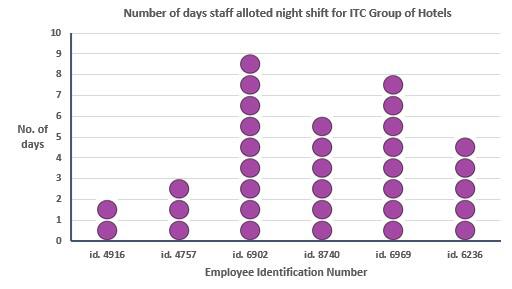 Number of days staff alloted night shift for ITC Group of Hotels
10
9
8
7
6
5
4
3
2
1
0
No. of
days
id. 4916 id. 4757 id. 6902 id. 8740 id. 6969 id. 6236
Employee Identification Number